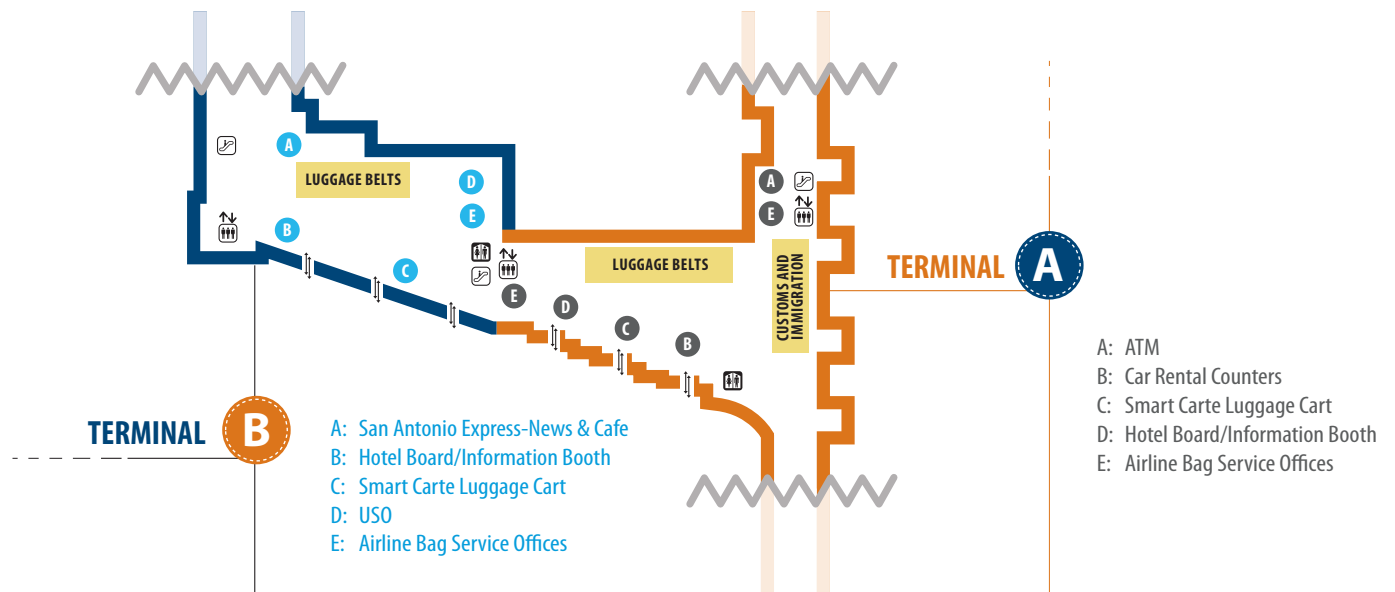 A
LUGGAGE BELTS
D
E
B
C
A
E
LUGGAGE BELTS
CUSTOMS AND
IMMIGRATION
E
D
C
B
TERMINAL A
A: ATM
B: Car Rental Counters
C: Smart Carte Luggage Cart
D: Hotel Board/Information Booth
E: Airline Bag Service Offices
TERMINAL B
A: San Antonio Express-News & Cafe
B: Hotel Board/Information Booth
C: Smart Carte Luggage Cart
D: USO
E: Airline Bag Service Offices